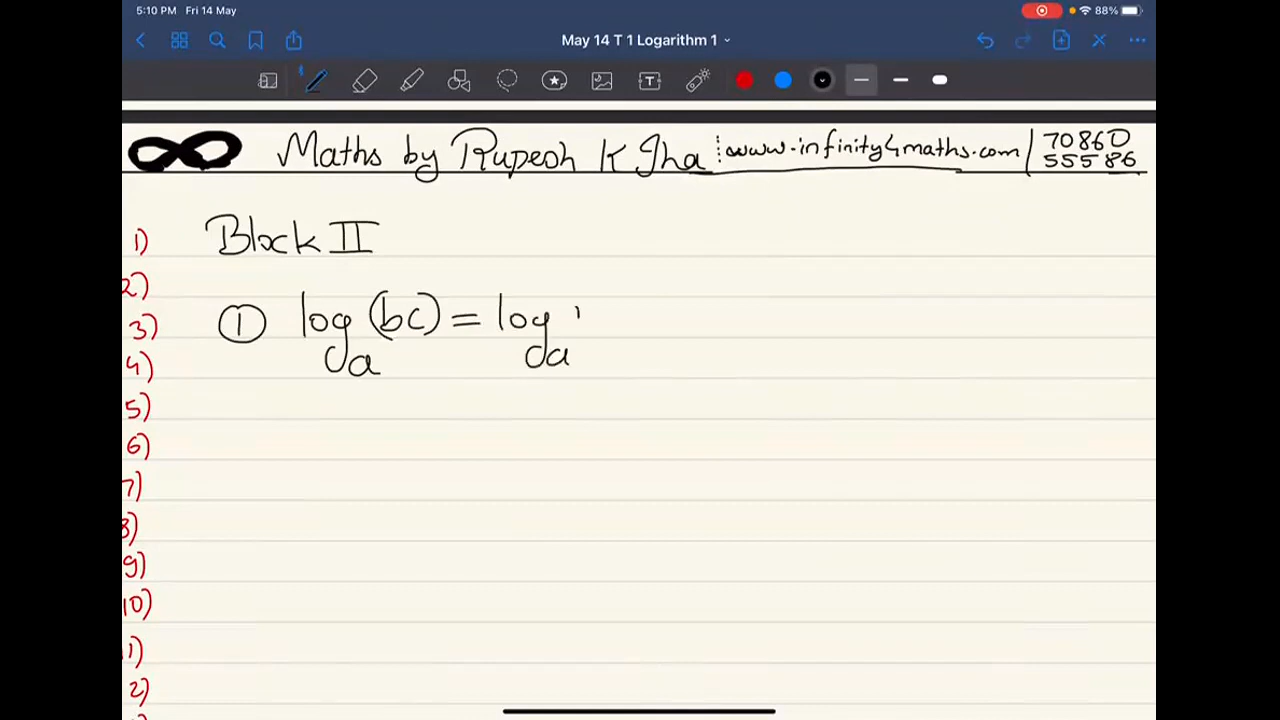 5:10 PM Fri 14 May 88%
May 14 T 1 Logarithm 1
Maths by Rupesh K Jha www.infinity4maths.com 70860
55586
1) Block II
2)
3) ① log_a (bc) = log_a
4)
5)
6)
7)
8)
9)
10)
1)
2)